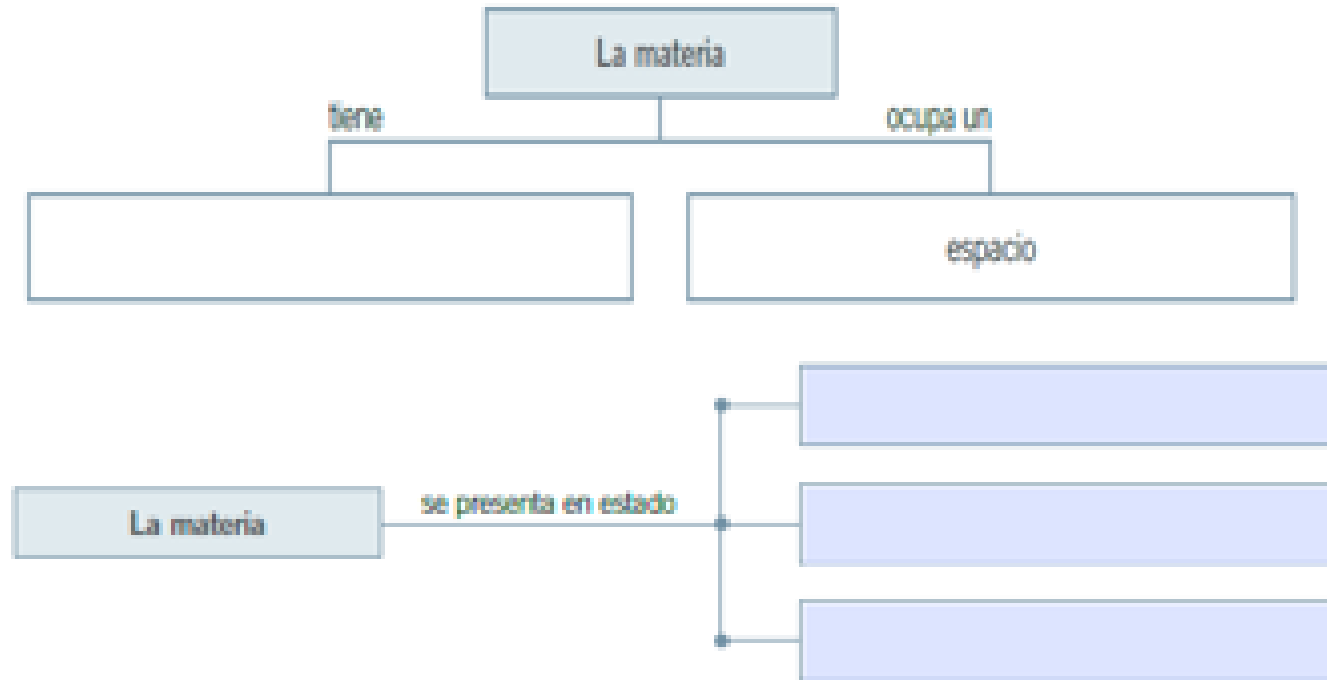 La materia
tiene
ocupa un
espacio
La materia
se presenta en estado